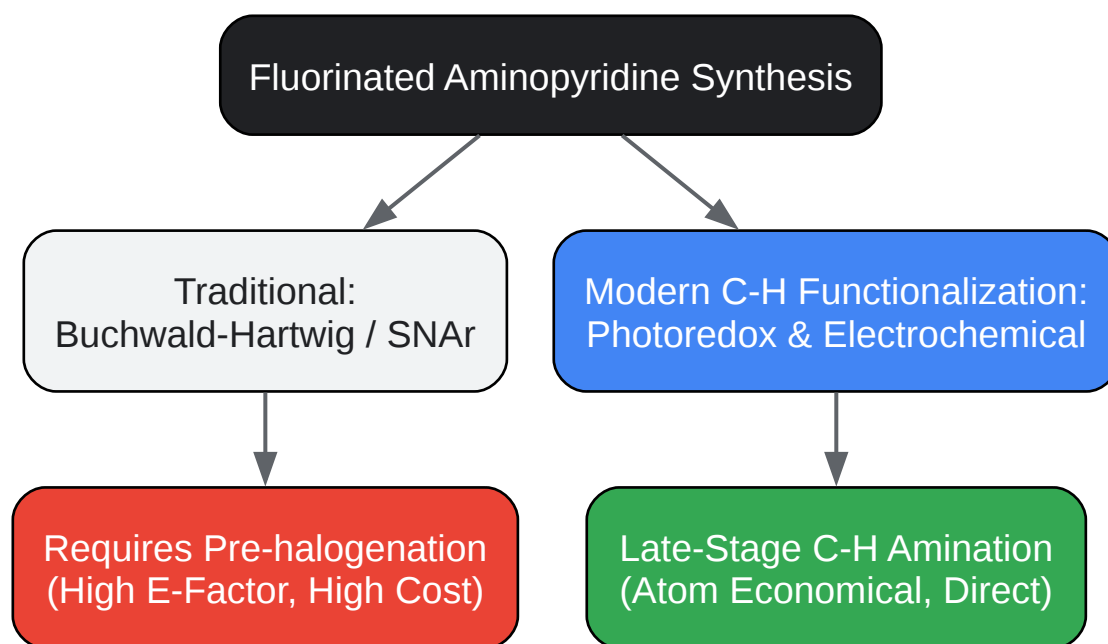 Fluorinated Aminopyridine Synthesis
Traditional:
Buchwald-Hartwig / SNAr
Modern C-H Functionalization:
Photoredox & Electrochemical
Requires Pre-halogenation
(High E-Factor, High Cost)
Late-Stage C-H Amination
(Atom Economical, Direct)